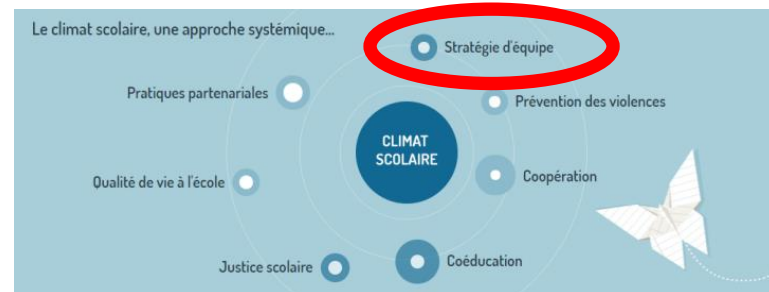 Le climat scolaire, une approche systémique...
Stratégie d'équipe
Pratiques partenariales
Prévention des violences
CLIMAT
SCOLAIRE
Coopération
Qualité de vie à l'école
Coéducation
Justice scolaire